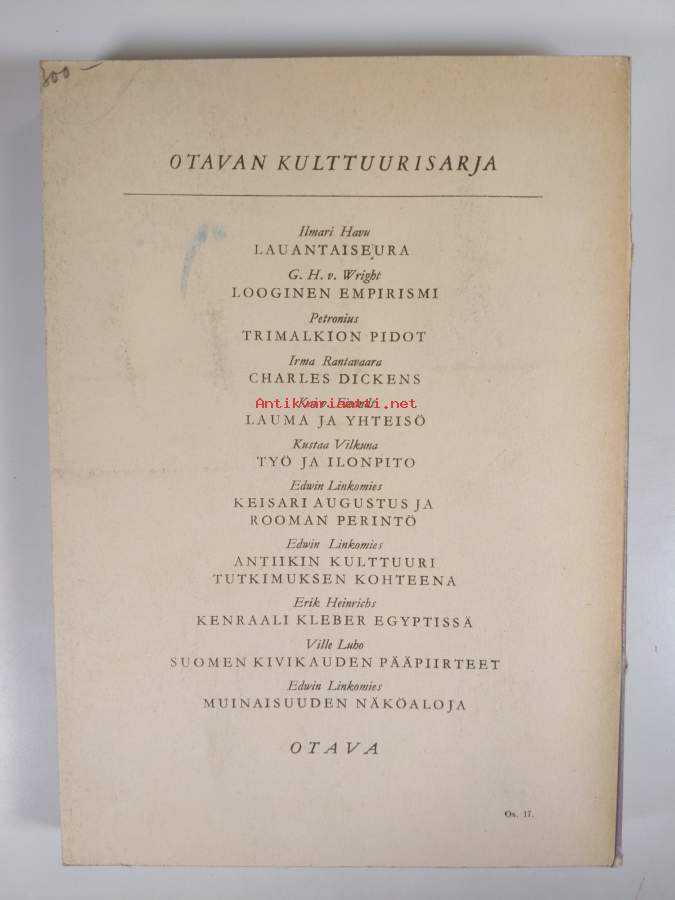 OTAVAN KULTTUURISARJA
Ilmari Havu
LAUANTAISEURA
G. H. v. Wright
LOOGINEN EMPIRISMI
Petronius
TRIMALKION PIDOT
Irma Rantavaara
CHARLES DICKENS
Antikvariaatti.net
LAUMA JA YHTEISÖ
Kustaa Vilkuna
TYÖ JA ILONPITO
Edwin Linkomies
KEISARI AUGUSTUS JA
ROOMAN PERINTÖ
Edwin Linkomies
ANTIIKIN KULTTUURI
TUTKIMUKSEN KOHTEENA
Erik Heinrichs
KENRAALI KLEBER EGYPTISSÄ
Ville Luho
SUOMEN KIVIKAUDEN PÄÄPIIRTEET
Edwin Linkomies
MUINAISUUDEN NÄKÖALOJA
OTAVA
17.